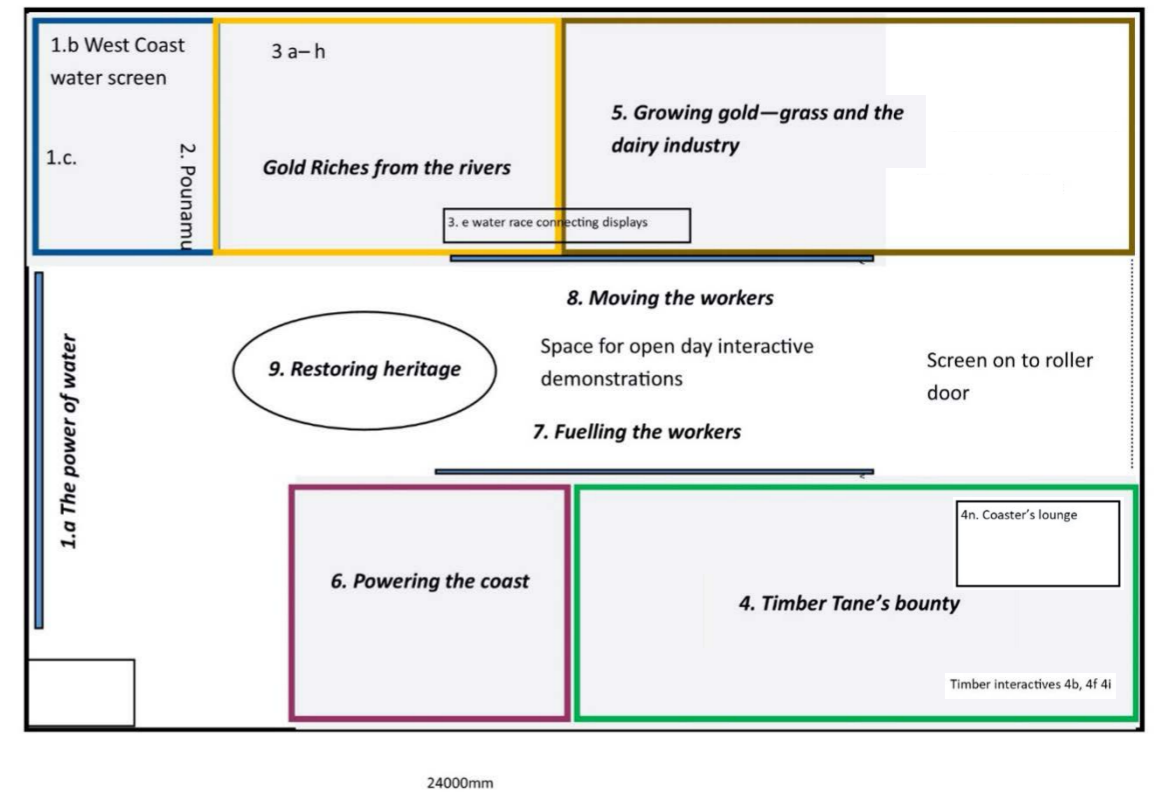 1.b West Coast
water screen
1.c.
2. Pounamu
3 a– h
Gold Riches from the rivers
3. e water race connecting displays
5. Growing gold—grass and the
dairy industry
8. Moving the workers
9. Restoring heritage
Space for open day interactive
demonstrations
Screen on to roller
door
7. Fuelling the workers
1.a The power of water
6. Powering the coast
4n. Coaster’s lounge
4. Timber Tane’s bounty
Timber interactives 4b, 4f 4i
24000mm